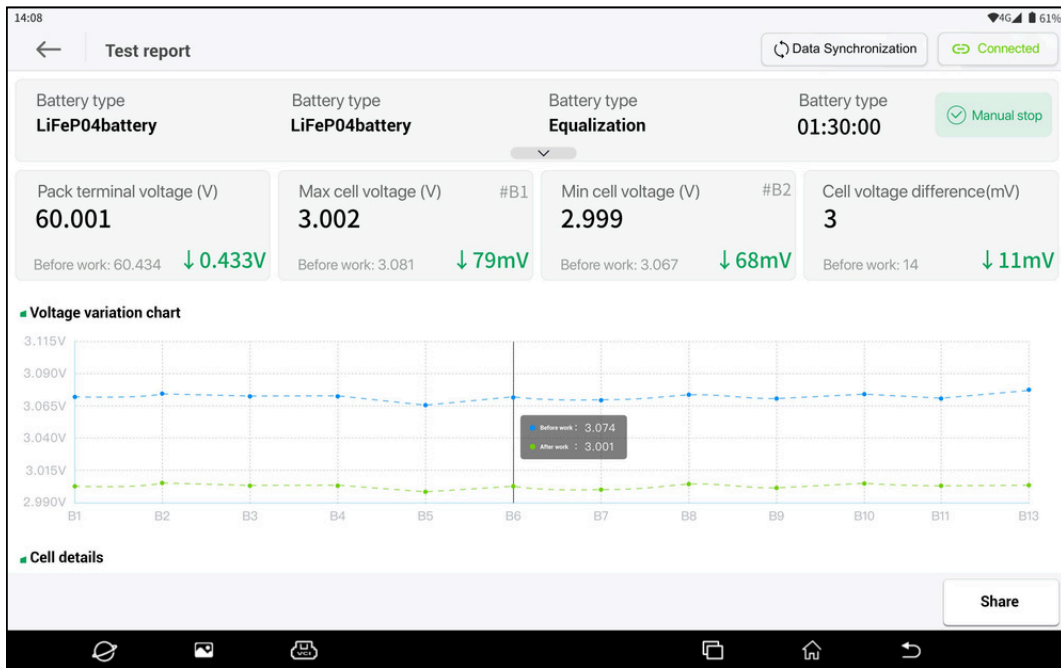 14:08
4G 61%
Test report
Data Synchronization
Connected
Battery type
LiFeP04battery
Battery type
LiFeP04battery
Battery type
Equalization
Battery type
01:30:00
Manual stop
Pack terminal voltage (V)
60.001
Before work: 60.434 ↓0.433V
Max cell voltage (V) #B1
3.002
Before work: 3.081 ↓79mV
Min cell voltage (V) #B2
2.999
Before work: 3.067 ↓68mV
Cell voltage difference(mV)
3
Before work: 14 ↓11mV
Voltage variation chart
3.115V
3.090V
3.065V
3.040V
3.015V
2.990V
Before work: 3.074
After work : 3.001
B1 B2 B3 B4 B5 B6 B7 B8 B9 B10 B11 B13
Cell details
Share
VCI